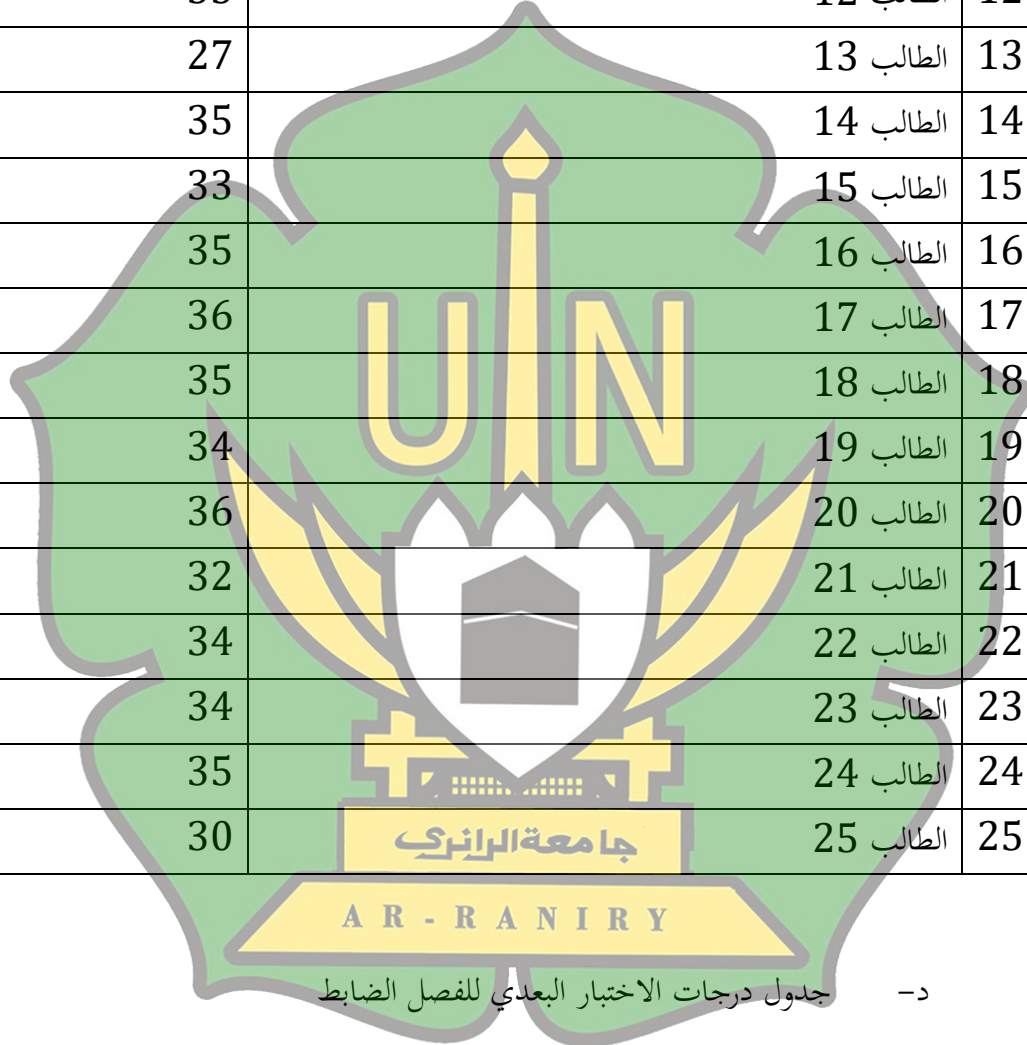 13 الطالب 13 27
14 الطالب 14 35
15 الطالب 15 33
16 الطالب 16 35
17 الطالب 17 36
18 الطالب 18 35
19 الطالب 19 34
20 الطالب 20 36
21 الطالب 21 32
22 الطالب 22 34
23 الطالب 23 34
24 الطالب 24 35
25 الطالب 25 30
UIN
جامعة الرانري
AR-RANIRY
د- جدول درجات الاختبار البعدي للفصل الضابط